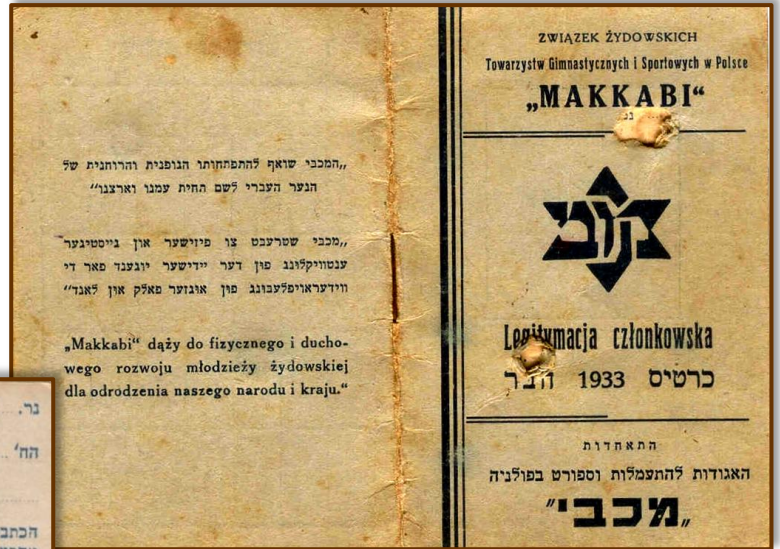 „המכבי שואף להתפתחותו הגופנית והרוחנית של
הנער העברי לשם תחית עמנו וארצנו“
„מכבי שטרעבט צו פיזישער און גייסטיגער
ענטוויקלונג פון דער יידישער יוגענד פאר די
ווידעראויפלעבונג פון אונזער פאלק און לאנד“
„Makkabi“ dąży do fizycznego i ducho-
wego rozwoju młodzieży żydowskiej
dla odrodzenia naszego narodu i kraju.“
ZWIĄZEK ŻYDOWSKICH
Towarzystw Gimnastycznych i Sportowych w Polsce
„MAKKABI“
מכבי
Legitymacja członkowska
כרטיס 1933 חבר
התאחדות
האגודות להתעמלות וספורט בפולניה
„מכבי“
נר.
הח'